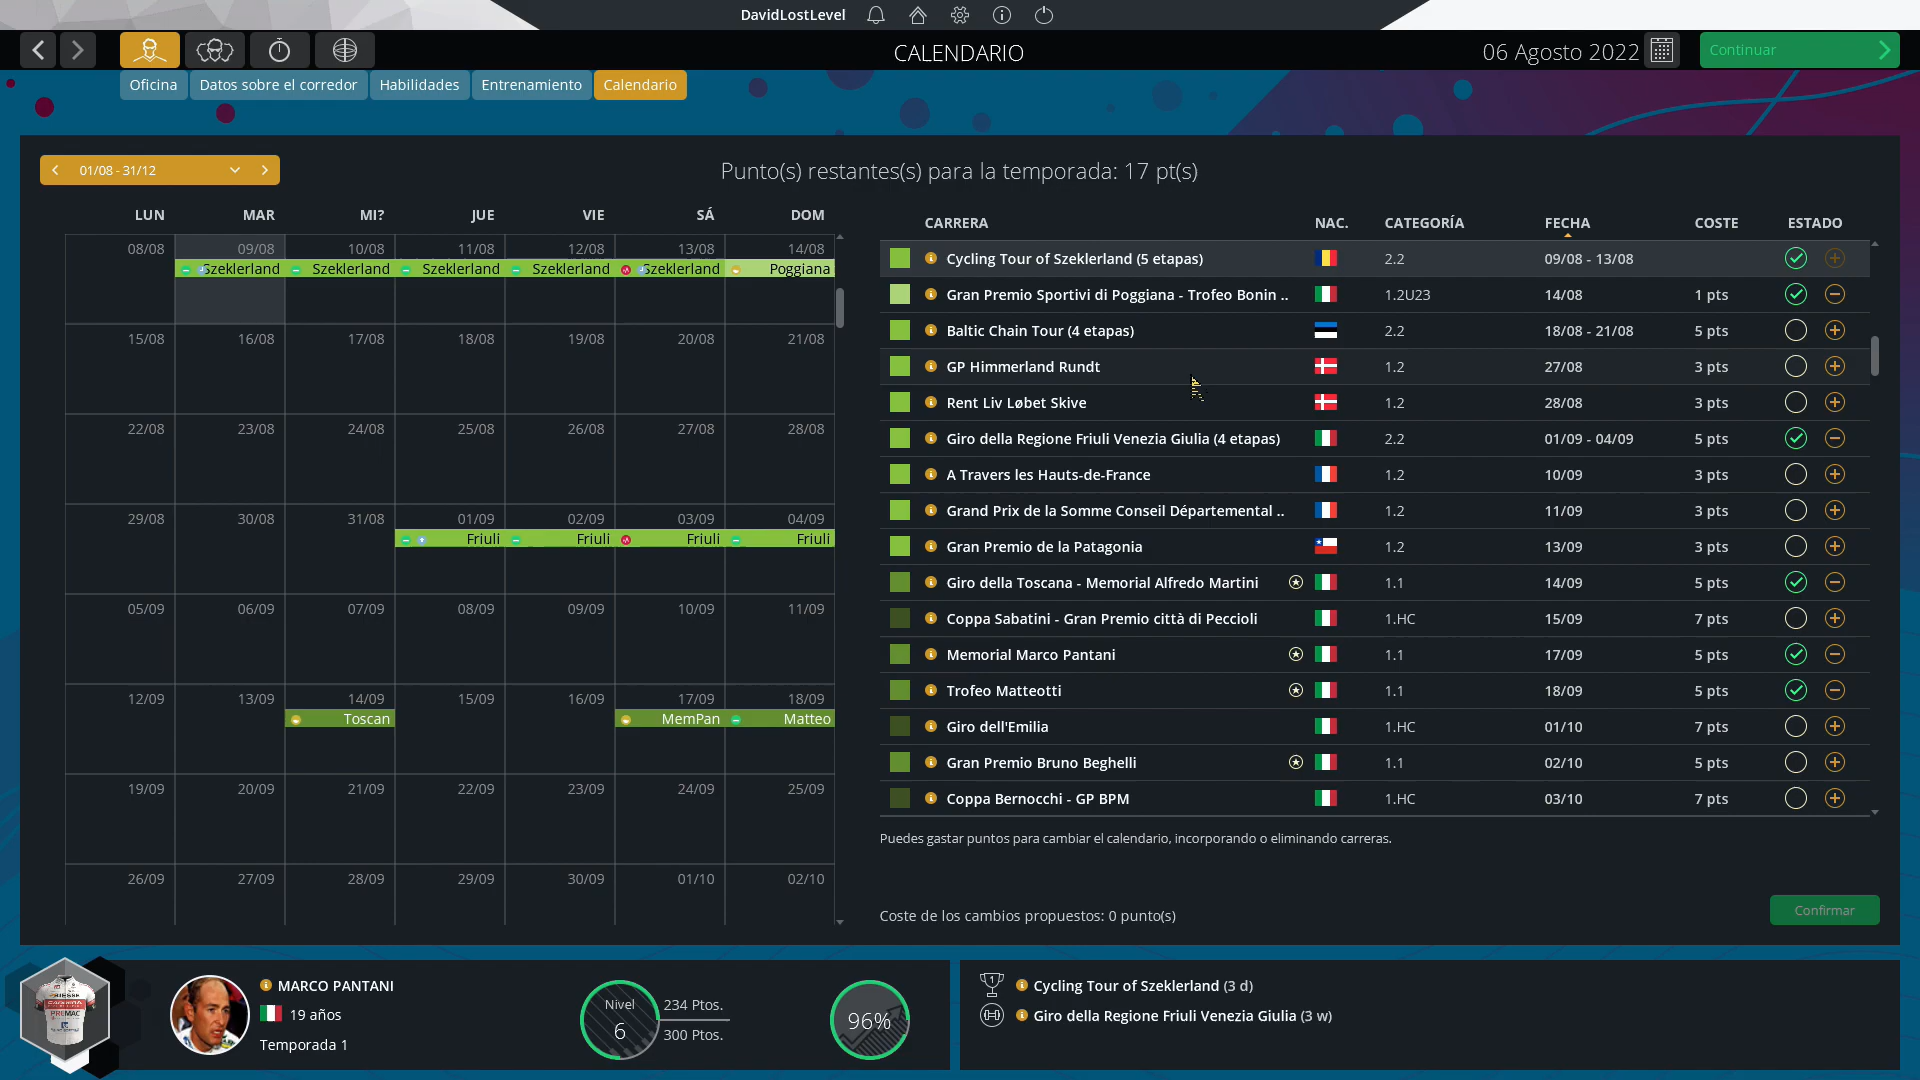 DavidLostLevel
CALENDARIO
06 Agosto 2022
Continuar
Oficina
Datos sobre el corredor
Habilidades
Entrenamiento
Calendario
01/08 - 31/12
Punto(s) restantes(s) para la temporada: 17 pt(s)
LUN MAR MI? JUE VIE SÁ DOM
08/08 09/08 10/08 11/08 12/08 13/08 14/08
Szeklerland Szeklerland Szeklerland Szeklerland Szeklerland Poggiana
15/08 16/08 17/08 18/08 19/08 20/08 21/08
22/08 23/08 24/08 25/08 26/08 27/08 28/08
29/08 30/08 31/08 01/09 02/09 03/09 04/09
Friuli Friuli Friuli Friuli
05/09 06/09 07/09 08/09 09/09 10/09 11/09
12/09 13/09 14/09 15/09 16/09 17/09 18/09
Toscan MemPan Matteo
19/09 20/09 21/09 22/09 23/09 24/09 25/09
26/09 27/09 28/09 29/09 30/09 01/10 02/10
CARRERA NAC. CATEGORÍA FECHA COSTE ESTADO
Cycling Tour of Szeklerland (5 etapas) 2.2 09/08 - 13/08
Gran Premio Sportivi di Poggiana - Trofeo Bonin .. 1.2U23 14/08 1 pts
Baltic Chain Tour (4 etapas) 2.2 18/08 - 21/08 5 pts
GP Himmerland Rundt 1.2 27/08 3 pts
Rent Liv Løbet Skive 1.2 28/08 3 pts
Giro della Regione Friuli Venezia Giulia (4 etapas) 2.2 01/09 - 04/09 5 pts
A Travers les Hauts-de-France 1.2 10/09 3 pts
Grand Prix de la Somme Conseil Départemental .. 1.2 11/09 3 pts
Gran Premio de la Patagonia 1.2 13/09 3 pts
Giro della Toscana - Memorial Alfredo Martini 1.1 14/09 5 pts
Coppa Sabatini - Gran Premio città di Peccioli 1.HC 15/09 7 pts
Memorial Marco Pantani 1.1 17/09 5 pts
Trofeo Matteotti 1.1 18/09 5 pts
Giro dell'Emilia 1.HC 01/10 7 pts
Gran Premio Bruno Beghelli 1.1 02/10 5 pts
Coppa Bernocchi - GP BPM 1.HC 03/10 7 pts
Puedes gastar puntos para cambiar el calendario, incorporando o eliminando carreras.
Coste de los cambios propuestos: 0 punto(s)
Confirmar
MARCO PANTANI
19 años
Temporada 1
Nivel
6
234 Ptos.
300 Ptos.
96%
Cycling Tour of Szeklerland (3 d)
Giro della Regione Friuli Venezia Giulia (3 w)